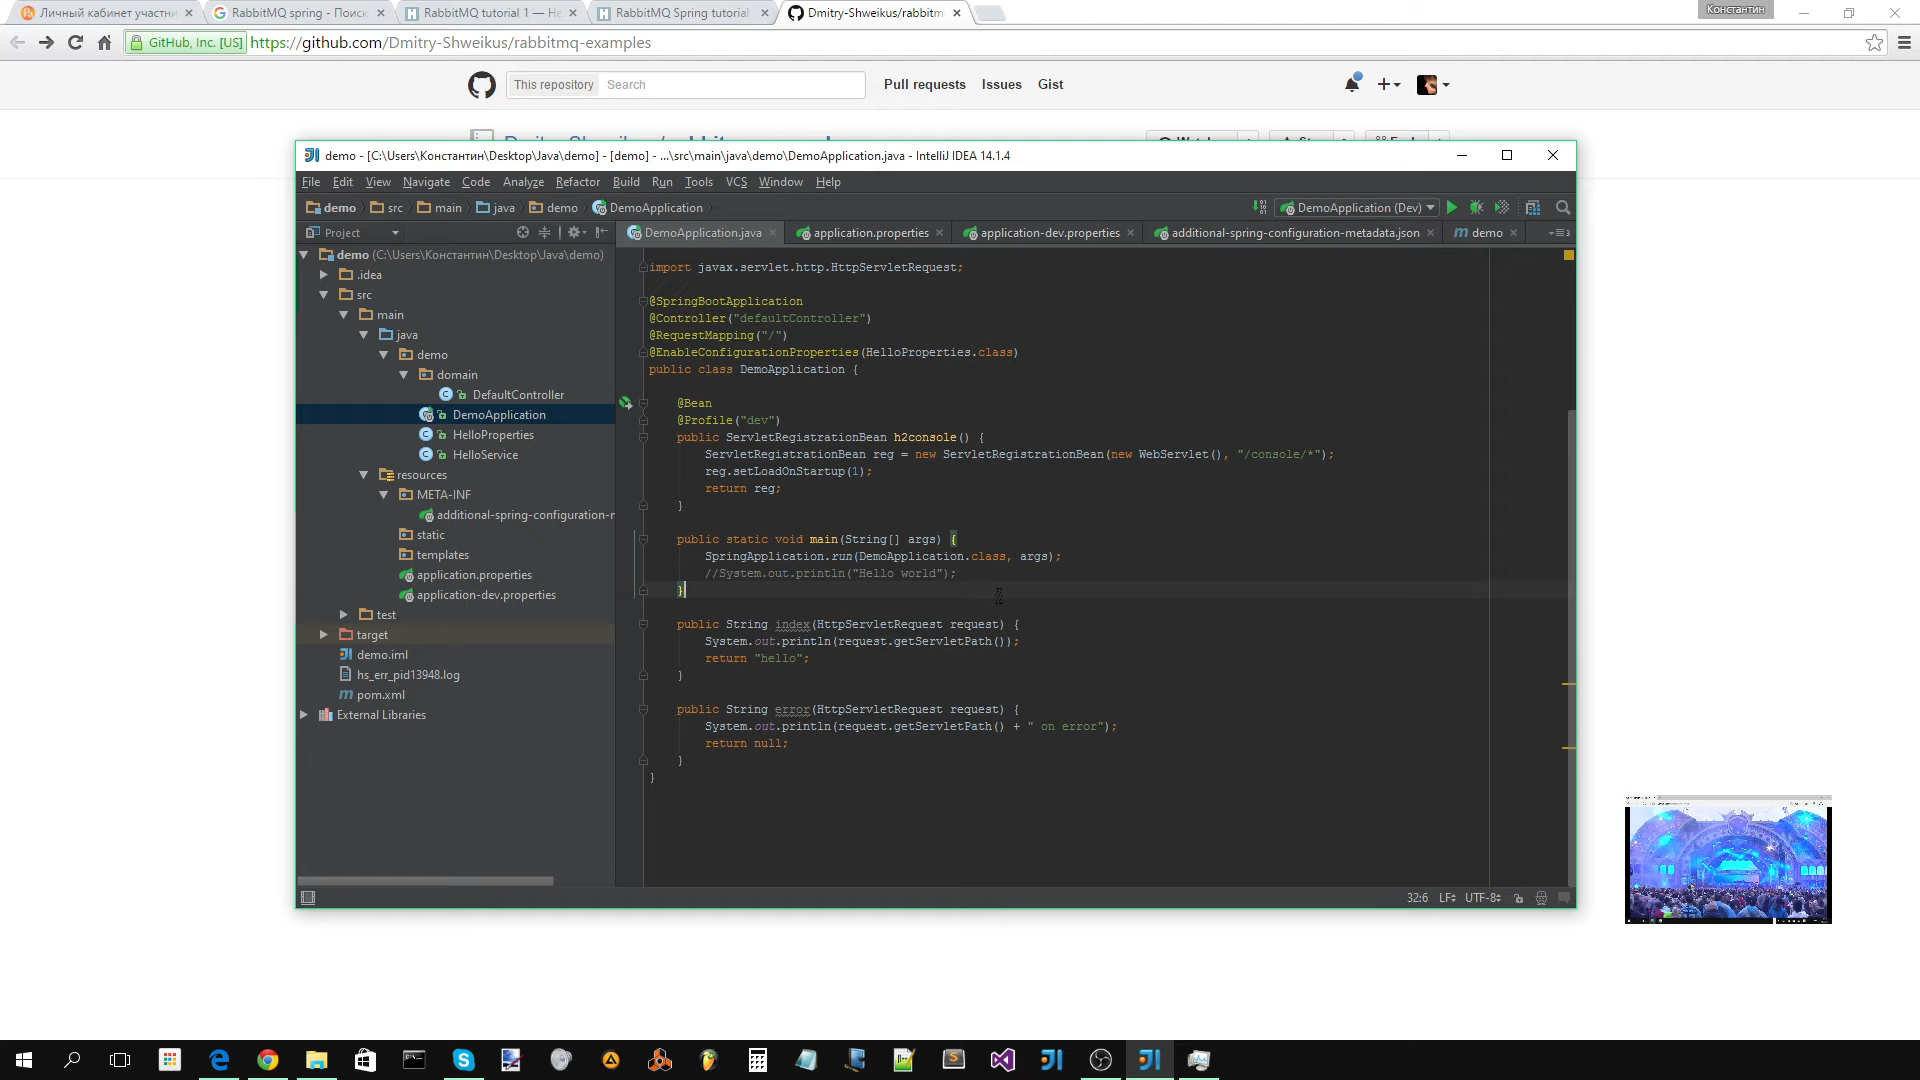 Личный кабинет участни
RabbitMQ spring - Поиск
RabbitMQ tutorial 1 — He
RabbitMQ Spring tutorial
Dmitry-Shweikus/rabbitm
Константин
GitHub, Inc. [US]
https://github.com/Dmitry-Shweikus/rabbitmq-examples
This repository
Search
Pull requests
Issues
Gist
demo - [C:\Users\Константин\Desktop\Java\demo] - [demo] - ...\src\main\java\demo\DemoApplication.java - IntelliJ IDEA 14.1.4
File Edit View Navigate Code Analyze Refactor Build Run Tools VCS Window Help
demo src main java demo DemoApplication
DemoApplication (Dev)
Project
DemoApplication.java
application.properties
application-dev.properties
additional-spring-configuration-metadata.json
demo
demo (C:\Users\Константин\Desktop\Java\demo)
.idea
src
main
java
demo
domain
DefaultController
DemoApplication
HelloProperties
HelloService
resources
META-INF
additional-spring-configuration-r
static
templates
application.properties
application-dev.properties
test
target
demo.iml
hs_err_pid13948.log
pom.xml
External Libraries
import javax.servlet.http.HttpServletRequest;
@SpringBootApplication
@Controller("defaultController")
@RequestMapping("/")
@EnableConfigurationProperties(HelloProperties.class)
public class DemoApplication {
@Bean
@Profile("dev")
public ServletRegistrationBean h2console() {
ServletRegistrationBean reg = new ServletRegistrationBean(new WebServlet(), "/console/*");
reg.setLoadOnStartup(1);
return reg;
}
public static void main(String[] args) {
SpringApplication.run(DemoApplication.class, args);
//System.out.println("Hello world");
}
public String index(HttpServletRequest request) {
System.out.println(request.getServletPath());
return "hello";
}
public String error(HttpServletRequest request) {
System.out.println(request.getServletPath() + " on error");
return null;
}
}
32:6 LF UTF-8